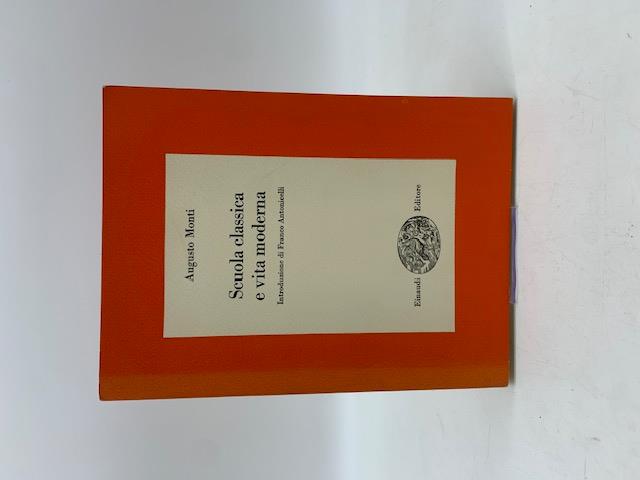 Augusto Monti
Scuola classica
e vita moderna
Introduzione di Franco Antonicelli
Einaudi Editore